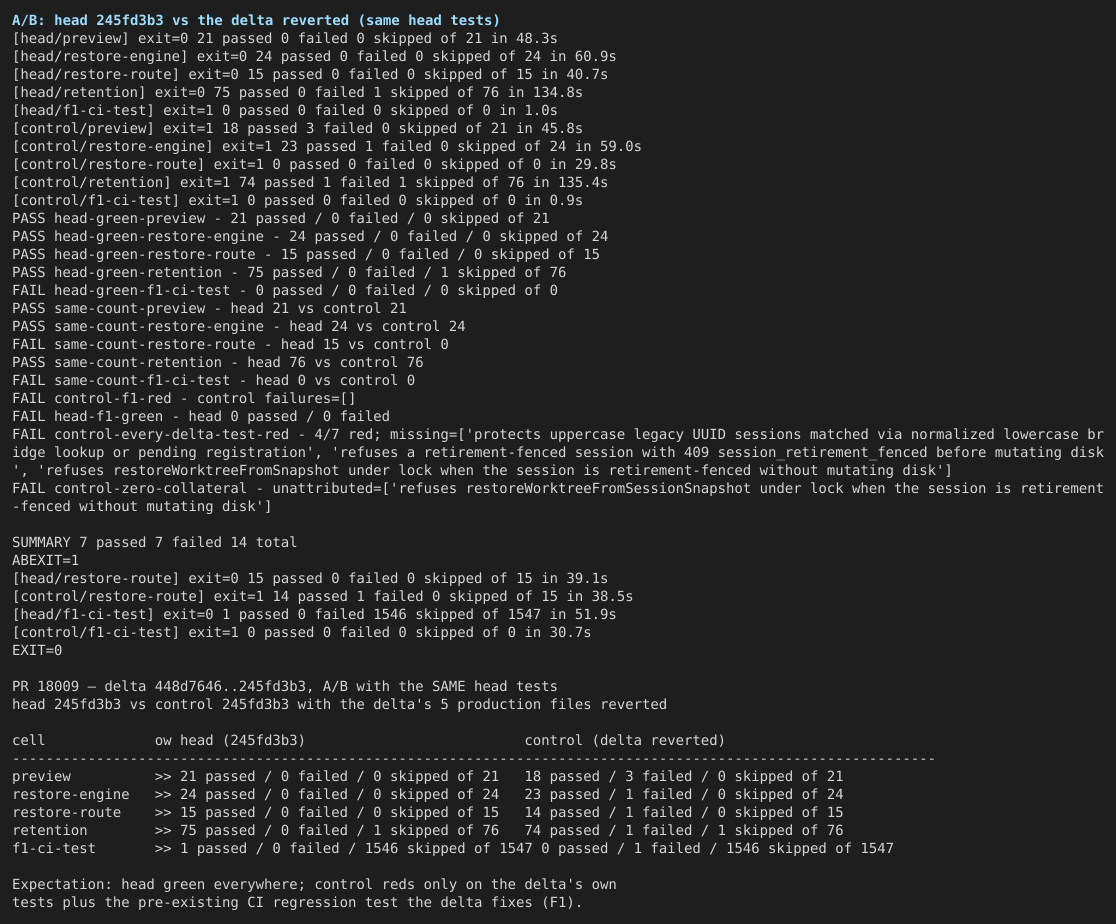 A/B: head 245fd3b3 vs the delta reverted (same head tests)
[head/preview] exit=0 21 passed 0 failed 0 skipped of 21 in 48.3s
[head/restore-engine] exit=0 24 passed 0 failed 0 skipped of 24 in 60.9s
[head/restore-route] exit=0 15 passed 0 failed 0 skipped of 15 in 40.7s
[head/retention] exit=0 75 passed 0 failed 1 skipped of 76 in 134.8s
[head/f1-ci-test] exit=1 0 passed 0 failed 0 skipped of 0 in 1.0s
[control/preview] exit=1 18 passed 3 failed 0 skipped of 21 in 45.8s
[control/restore-engine] exit=1 23 passed 1 failed 0 skipped of 24 in 59.0s
[control/restore-route] exit=1 0 passed 0 failed 0 skipped of 0 in 29.8s
[control/retention] exit=1 74 passed 1 failed 1 skipped of 76 in 135.4s
[control/f1-ci-test] exit=1 0 passed 0 failed 0 skipped of 0 in 0.9s
PASS head-green-preview - 21 passed / 0 failed / 0 skipped of 21
PASS head-green-restore-engine - 24 passed / 0 failed / 0 skipped of 24
PASS head-green-restore-route - 15 passed / 0 failed / 0 skipped of 15
PASS head-green-retention - 75 passed / 0 failed / 1 skipped of 76
FAIL head-green-f1-ci-test - 0 passed / 0 failed / 0 skipped of 0
PASS same-count-preview - head 21 vs control 21
PASS same-count-restore-engine - head 24 vs control 24
FAIL same-count-restore-route - head 15 vs control 0
PASS same-count-retention - head 76 vs control 76
FAIL same-count-f1-ci-test - head 0 vs control 0
FAIL control-f1-red - control failures=[]
FAIL head-f1-green - head 0 passed / 0 failed
FAIL control-every-delta-test-red - 4/7 red; missing=['protects uppercase legacy UUID sessions matched via normalized lowercase br
idge lookup or pending registration', 'refuses a retirement-fenced session with 409 session_retirement_fenced before mutating disk
', 'refuses restoreWorktreeFromSnapshot under lock when the session is retirement-fenced without mutating disk']
FAIL control-zero-collateral - unattributed=['refuses restoreWorktreeFromSessionSnapshot under lock when the session is retirement
-fenced without mutating disk']

SUMMARY 7 passed 7 failed 14 total
ABEXIT=1
[head/restore-route] exit=0 15 passed 0 failed 0 skipped of 15 in 39.1s
[control/restore-route] exit=1 14 passed 1 failed 0 skipped of 15 in 38.5s
[head/f1-ci-test] exit=0 1 passed 0 failed 1546 skipped of 1547 in 51.9s
[control/f1-ci-test] exit=1 0 passed 0 failed 0 skipped of 0 in 30.7s
EXIT=0

PR 18009 — delta 448d7646..245fd3b3, A/B with the SAME head tests
head 245fd3b3 vs control 245fd3b3 with the delta's 5 production files reverted

cell ow head (245fd3b3) control (delta reverted)
--------------------------------------------------------------------------------------------------------------
preview >> 21 passed / 0 failed / 0 skipped of 21 18 passed / 3 failed / 0 skipped of 21
restore-engine >> 24 passed / 0 failed / 0 skipped of 24 23 passed / 1 failed / 0 skipped of 24
restore-route >> 15 passed / 0 failed / 0 skipped of 15 14 passed / 1 failed / 0 skipped of 15
retention >> 75 passed / 0 failed / 1 skipped of 76 74 passed / 1 failed / 1 skipped of 76
f1-ci-test >> 1 passed / 0 failed / 1546 skipped of 1547 0 passed / 1 failed / 1546 skipped of 1547

Expectation: head green everywhere; control reds only on the delta's own
tests plus the pre-existing CI regression test the delta fixes (F1).